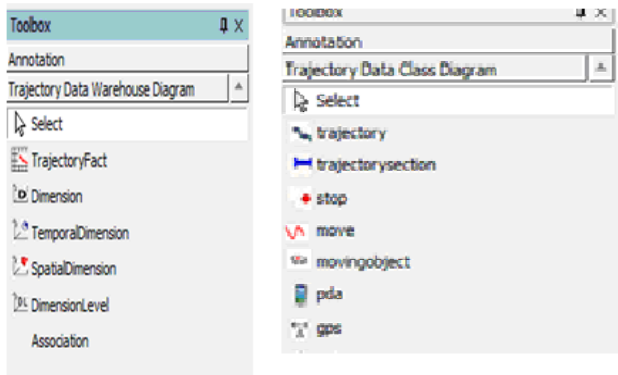 Toolbox
Annotation
Trajectory Data Warehouse Diagram
Select
TrajectoryFact
Dimension
TemporalDimension
SpatialDimension
DimensionLevel
Association
Toolbox
Annotation
Trajectory Data Class Diagram
Select
trajectory
trajectorysection
stop
move
movingobject
pda
gps